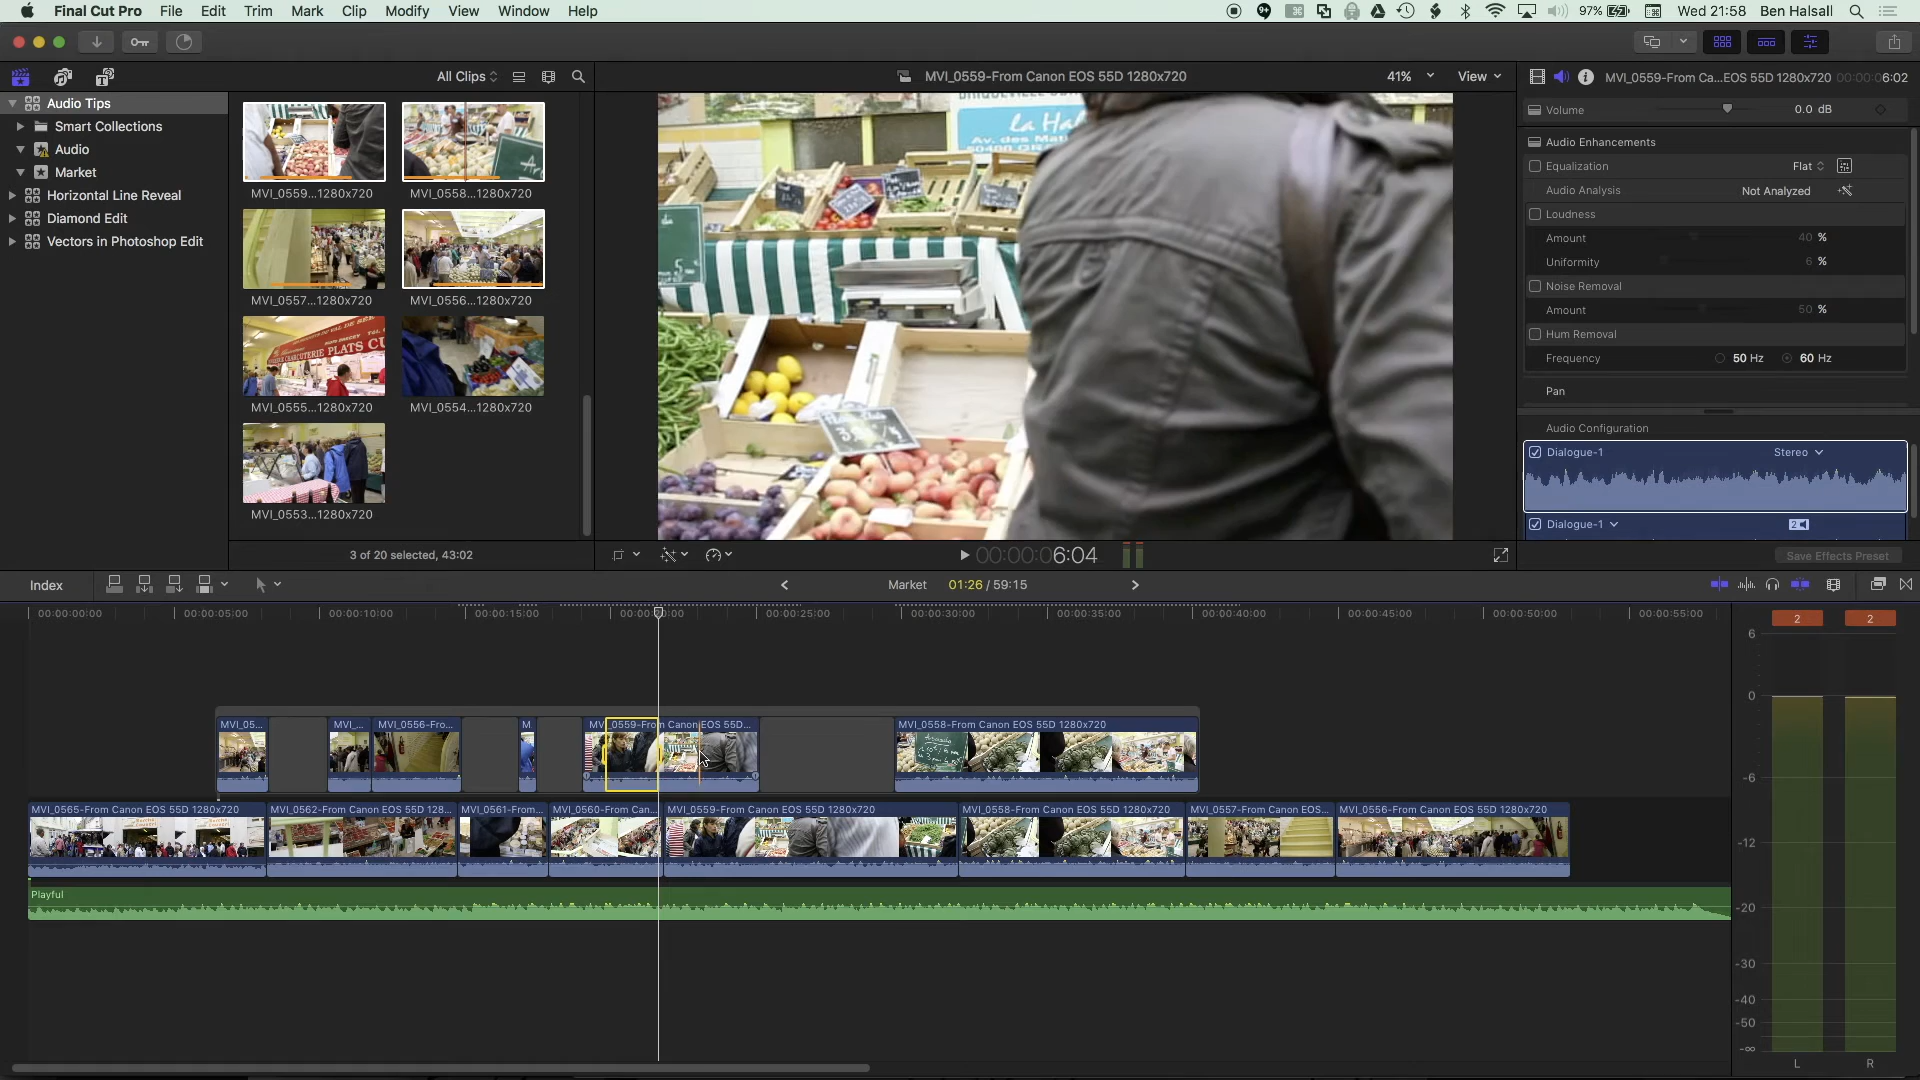 Final Cut Pro File Edit Trim Mark Clip Modify View Window Help
97% Wed 21:58 Ben Halsall
All Clips
MVI_0559-From Canon EOS 55D 1280x720
41%
View
MVI_0559-From Ca...EOS 55D 1280x720
00:00:06:02
Audio Tips
Smart Collections
Audio
Market
Horizontal Line Reveal
Diamond Edit
Vectors in Photoshop Edit
MVI_0559...1280x720
MVI_0558...1280x720
MVI_0557...1280x720
MVI_0556...1280x720
MVI_0555...1280x720
MVI_0554...1280x720
MVI_0553...1280x720
3 of 20 selected, 43:02
la Hal
Av. des Mat
50400 GRA
Volume 0.0 dB
Audio Enhancements
Equalization Flat
Audio Analysis Not Analyzed
Loudness
Amount 40 %
Uniformity 6 %
Noise Removal
Amount 50 %
Hum Removal
Frequency 50 Hz 60 Hz
Pan
Audio Configuration
Dialogue-1 Stereo
Dialogue-1 2
Save Effects Preset
00:00:06:04
Index
Market 01:26 / 59:15
00:00:00:00 00:00:05:00 00:00:10:00 00:00:15:00 00:00:20:00 00:00:25:00 00:00:30:00 00:00:35:00 00:00:40:00 00:00:45:00 00:00:50:00 00:00:55:00
MVI_05... MVI_... MVI_0556-Fro... M. MVI_0559-From Canon EOS 55D... MVI_0558-From Canon EOS 55D 1280x720
MVI_0565-From Canon EOS 55D 1280x720 MVI_0562-From Canon EOS 55D 128... MVI_0561-From... MVI_0560-From Can... MVI_0559-From Canon EOS 55D 1280x720 MVI_0558-From Canon EOS 55D 1280x720 MVI_0557-From Canon EOS... MVI_0556-From Canon EOS 55D 1280x720
Playful
2 2
6
0
-6
-12
-20
-30
-40
-50
-∞
L R